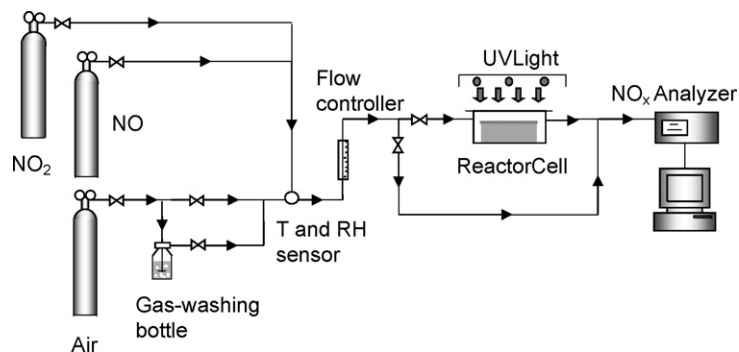 UVLight
Flow
controller
NOₓ Analyzer
NO
NO₂
ReactorCell
T and RH
sensor
Gas-washing
bottle
Air